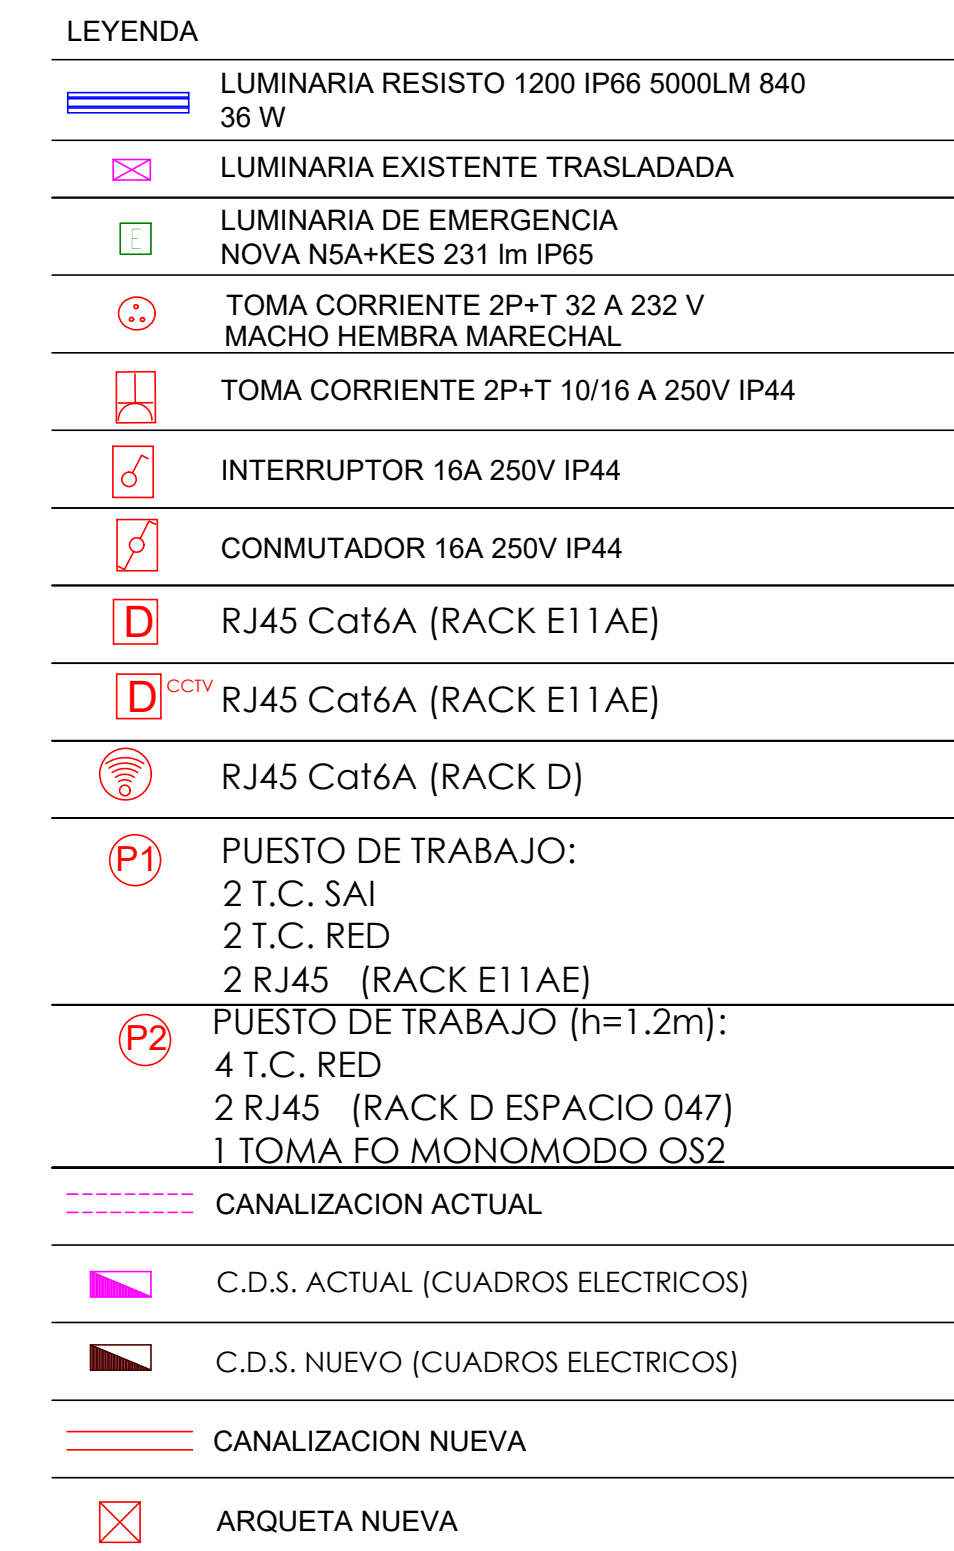 LEYENDA
LUMINARIA RESISTO 1200 IP66 5000LM 840
36 W
LUMINARIA EXISTENTE TRASLADADA
E
LUMINARIA DE EMERGENCIA
NOVA N5A+KES 231 lm IP65
TOMA CORRIENTE 2P+T 32 A 232 V
MACHO HEMBRA MARECHAL
TOMA CORRIENTE 2P+T 10/16 A 250V IP44
INTERRUPTOR 16A 250V IP44
CONMUTADOR 16A 250V IP44
D RJ45 Cat6A (RACK E11AE)
D CCTV RJ45 Cat6A (RACK E11AE)
RJ45 Cat6A (RACK D)
P1 PUESTO DE TRABAJO:
2 T.C. SAI
2 T.C. RED
2 RJ45 (RACK E11AE)
P2 PUESTO DE TRABAJO (h=1.2m):
4 T.C. RED
2 RJ45 (RACK D ESPACIO 047)
1 TOMA FO MONOMODO OS2
CANALIZACION ACTUAL
C.D.S. ACTUAL (CUADROS ELECTRICOS)
C.D.S. NUEVO (CUADROS ELECTRICOS)
CANALIZACION NUEVA
ARQUETA NUEVA